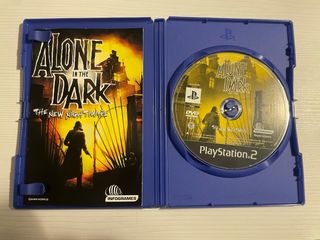 ALONE
IN THE
DARK
THE NEW NIGHTMARE
INFOGRAMES
ALONE
IN THE
DARK
PlayStation.2